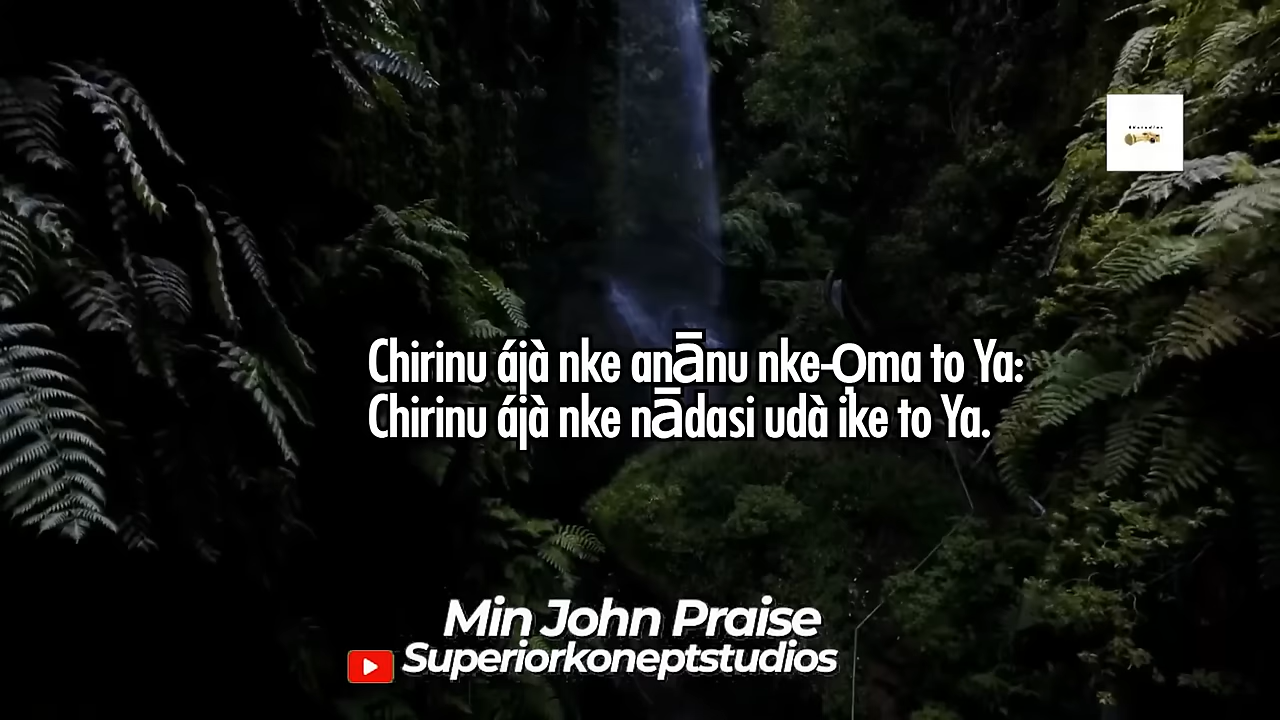 Chirinu ájà nke anānu nke-Ọma to Ya:
Chirinu ájà nke nādasi udà ike to Ya.
Min John Praise
Superiorkoneptstudios